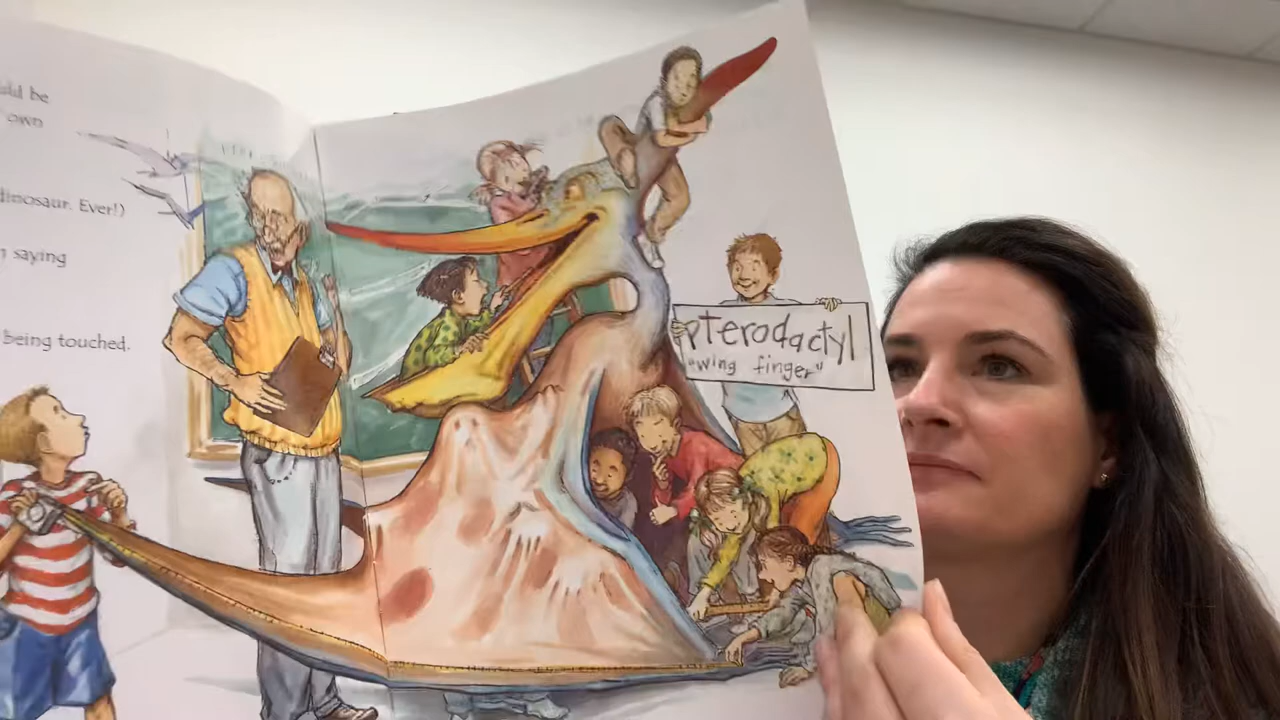 uld be
own
dinosaur. Ever!)
saying
being touched.
pterodactyl
"wing finger"